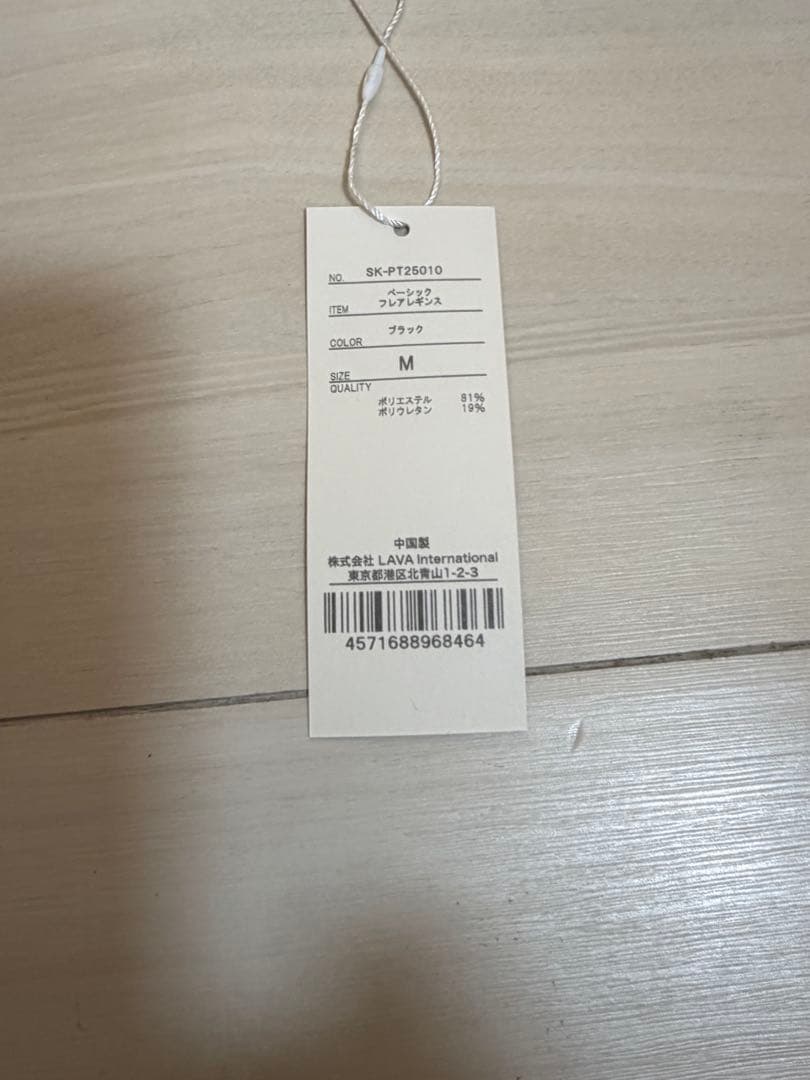 NO. SK-PT25010
ベーシック
ITEM フレアレギンス
COLOR ブラック
SIZE M
QUALITY
ポリエステル 81%
ポリウレタン 19%
中国製
株式会社 LAVA International
東京都港区北青山1-2-3
4571688968464